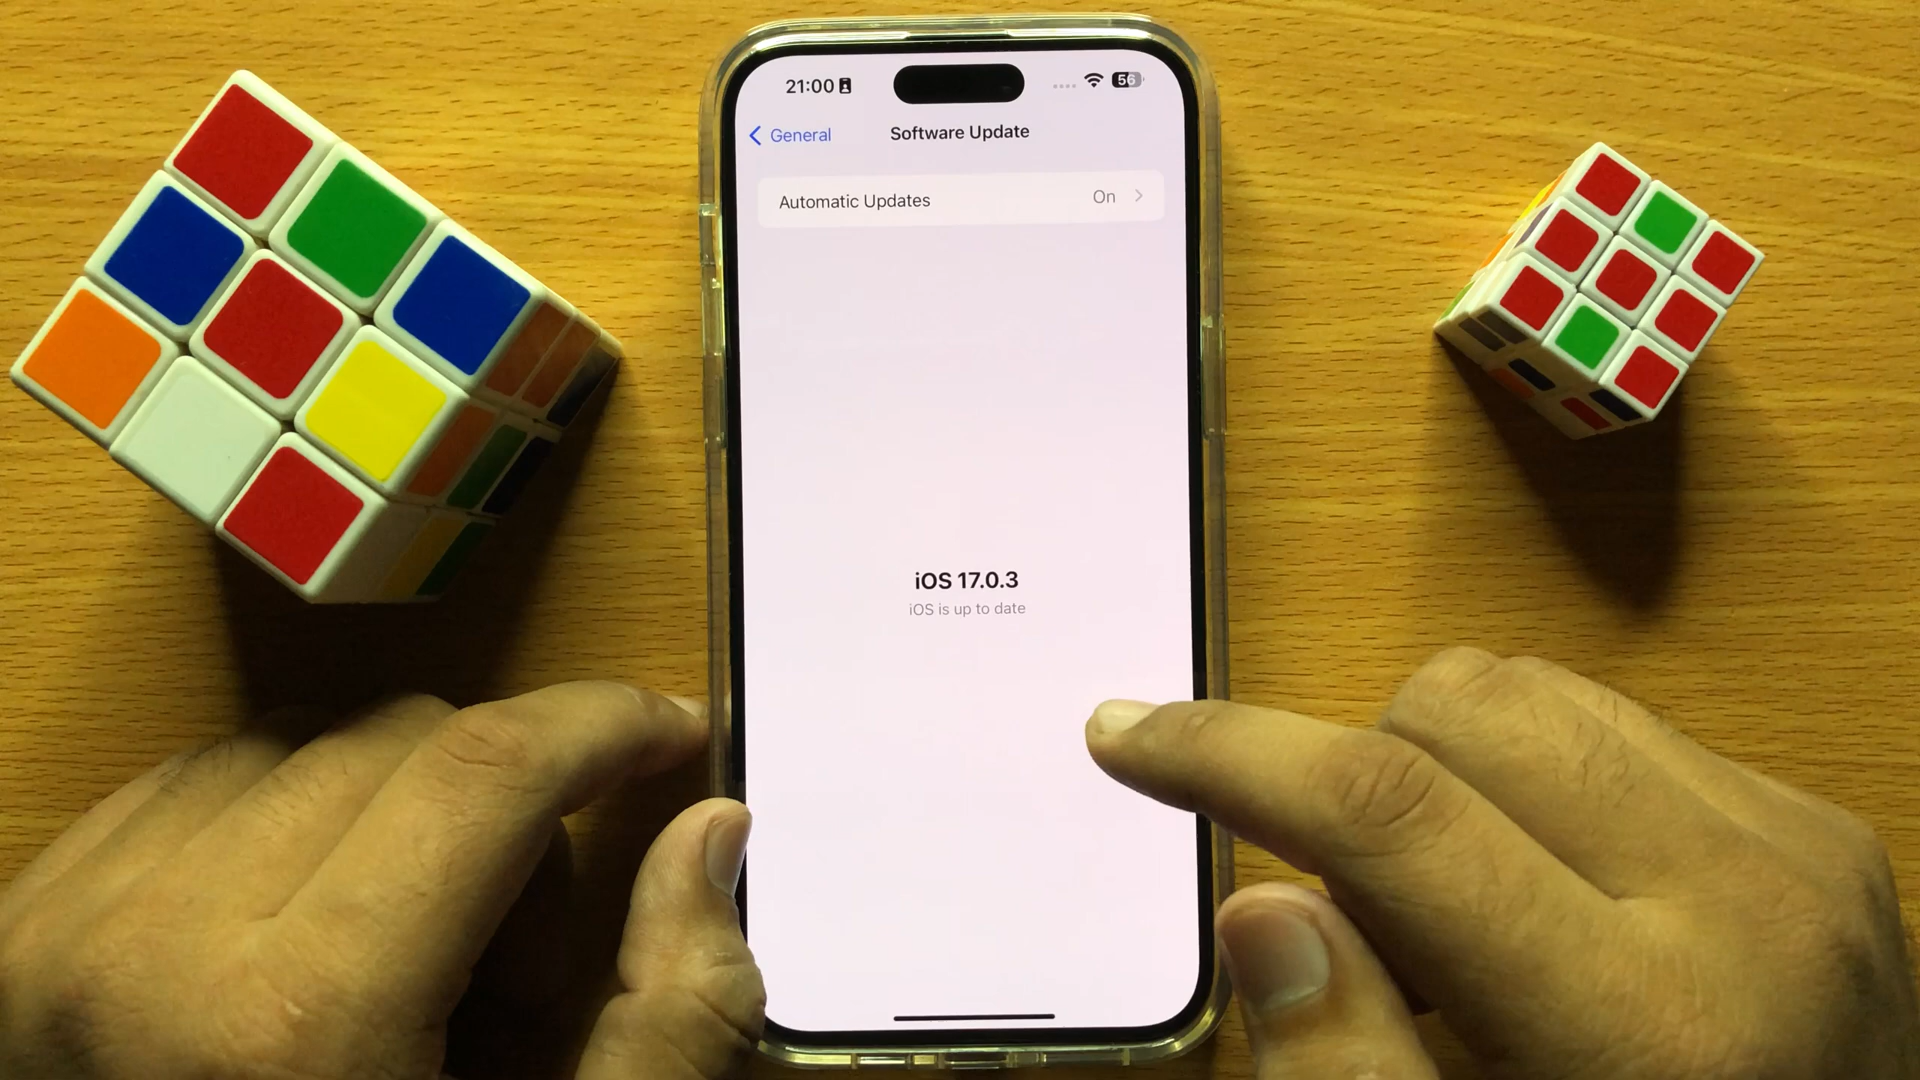 21:00
56
General
Software Update
Automatic Updates On
iOS 17.0.3
iOS is up to date